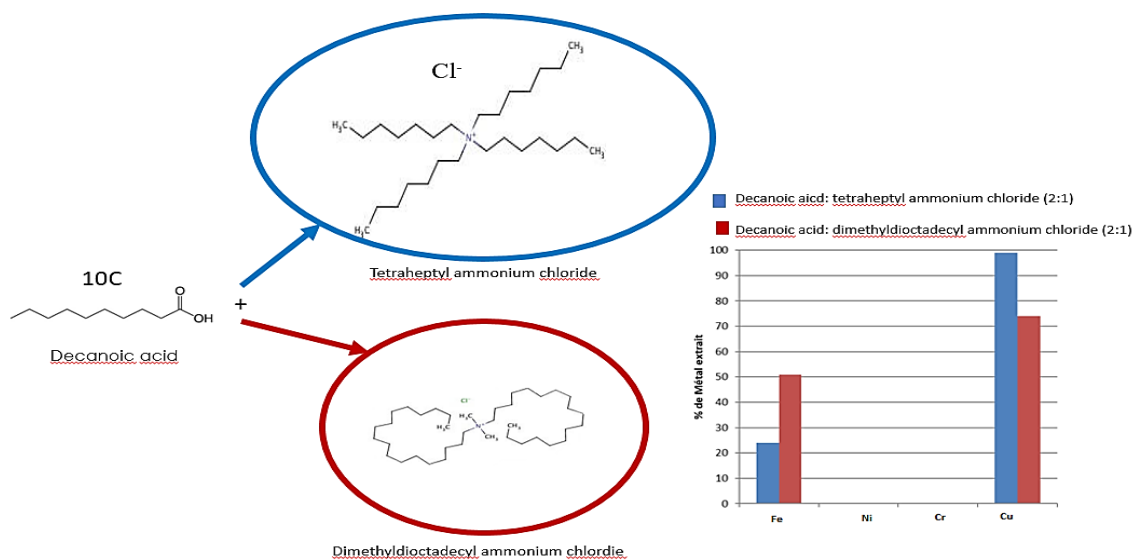 Cl-
CH₃
H₃C
N⁺
CH₃
H₃C
Tetraheptyl ammonium chloride
10C
O
OH
+
Decanoic acid
Cl⁻
H₃C
H₃C
N⁺
CH₃
CH₃
Dimethyldioctadecyl ammonium chlordie
Decanoic aicd: tetraheptyl ammonium chloride (2:1)
Decanoic acid: dimethyldioctadecyl ammonium chloride (2:1)
% de Métal extrait
100
90
80
70
60
50
40
30
20
10
0
Fe Ni Cr Cu